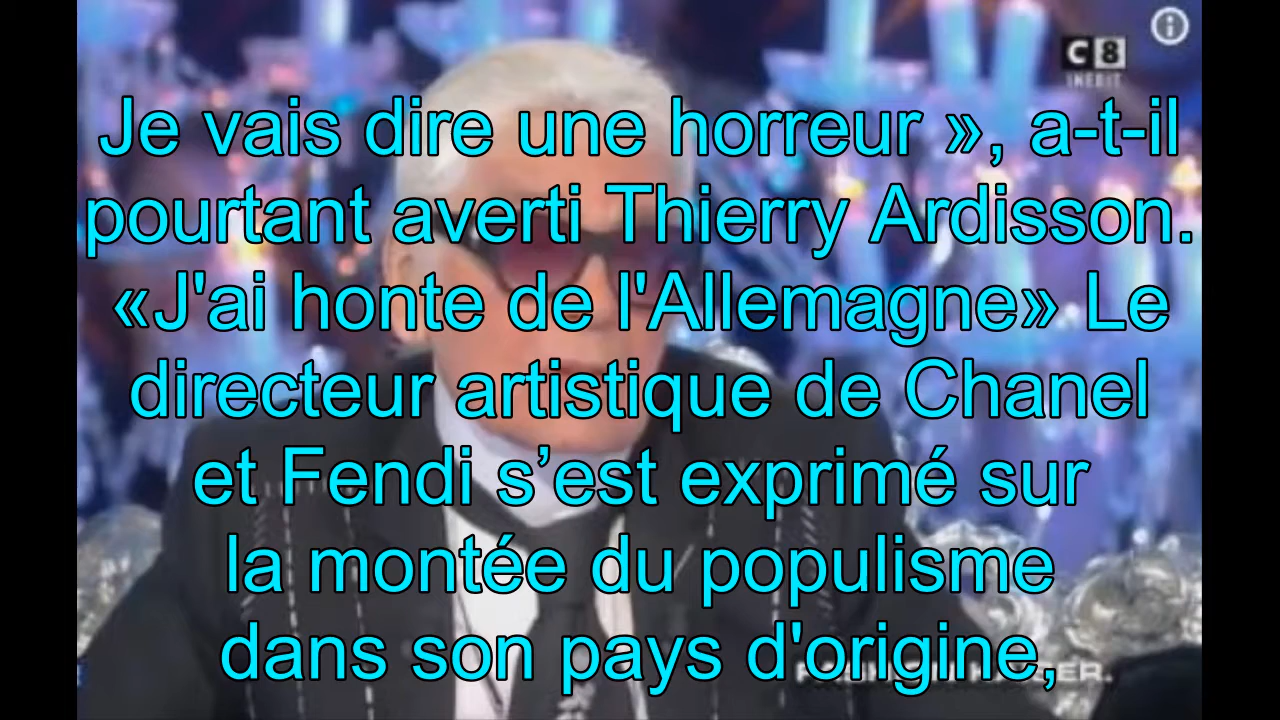 C8
INÉDIT
Je vais dire une horreur », a-t-il
pourtant averti Thierry Ardisson.
«J'ai honte de l'Allemagne» Le
directeur artistique de Chanel
et Fendi s’est exprimé sur
la montée du populisme
dans son pays d'origine,